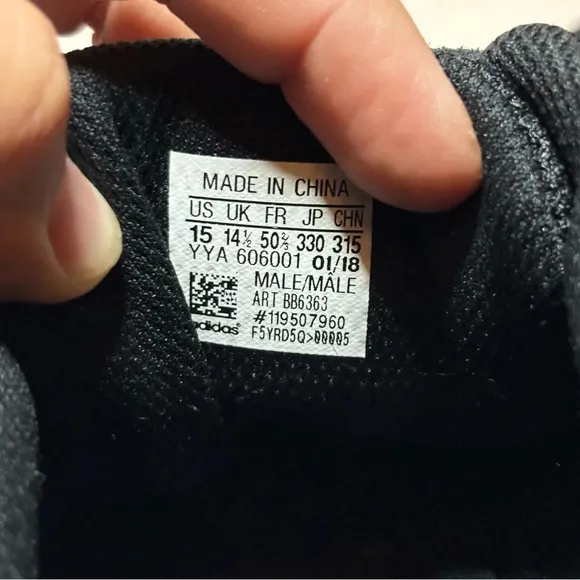 MADE IN CHINA
US UK FR JP CHN
15 14½ 50⅔ 330 315
YYA 606001 01/18
MALE/MÂLE
ART BB6363
#119507960
adidas F5YRD5Q>00005